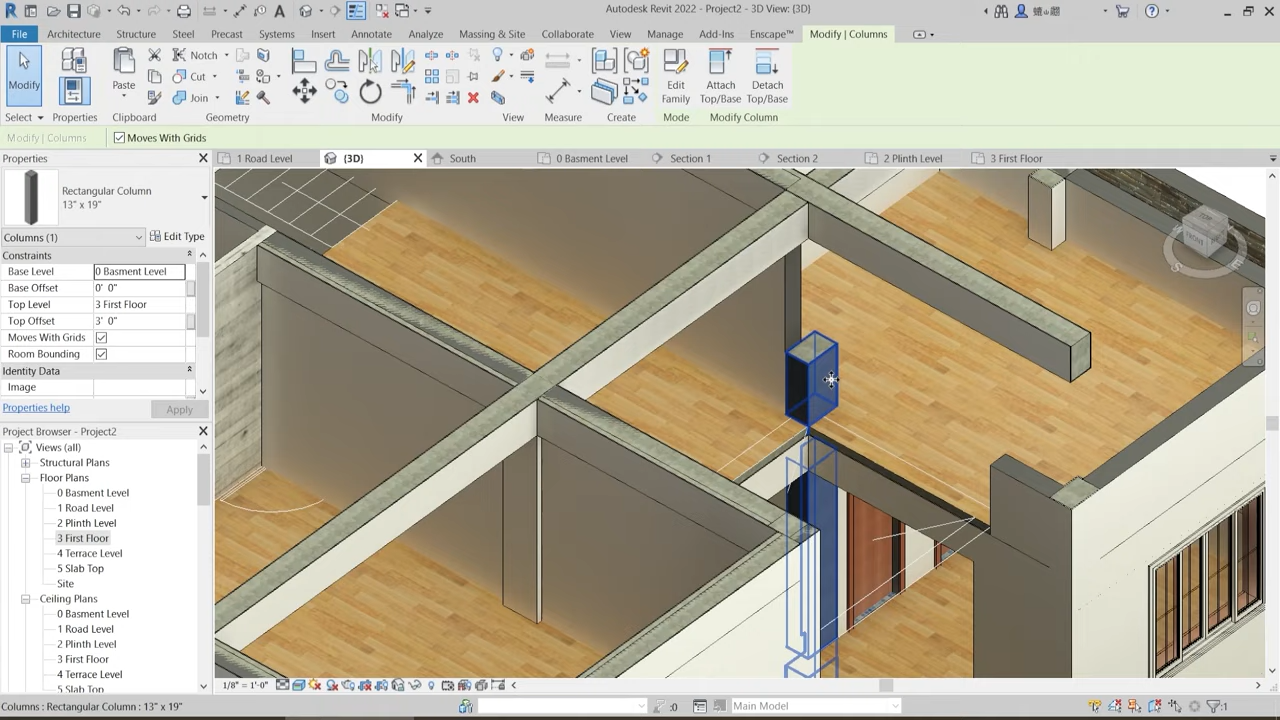 Autodesk Revit 2022 - Project2 - 3D View: {3D}
File Architecture Structure Steel Precast Systems Insert Annotate Analyze Massing & Site Collaborate View Manage Add-Ins Enscape™ Modify | Columns
Modify
Paste
Notch
Cut
Join
Edit Family
Attach Top/Base
Detach Top/Base
Select Properties Clipboard Geometry Modify View Measure Create Mode Modify Column
Modify | Columns Moves With Grids
Properties
1 Road Level {3D} South 0 Basment Level Section 1 Section 2 2 Plinth Level 3 First Floor
Rectangular Column
13" x 19"
Columns (1) Edit Type
Constraints
Base Level 0 Basment Level
Base Offset 0' 0"
Top Level 3 First Floor
Top Offset 3' 0"
Moves With Grids
Room Bounding
Identity Data
Image
Properties help Apply
Project Browser - Project2
Views (all)
Structural Plans
Floor Plans
0 Basment Level
1 Road Level
2 Plinth Level
3 First Floor
4 Terrace Level
5 Slab Top
Site
Ceiling Plans
0 Basment Level
1 Road Level
2 Plinth Level
3 First Floor
4 Terrace Level
5 Slab Top
1/8" = 1'-0"
Columns : Rectangular Column : 13" x 19" :0 Main Model :1